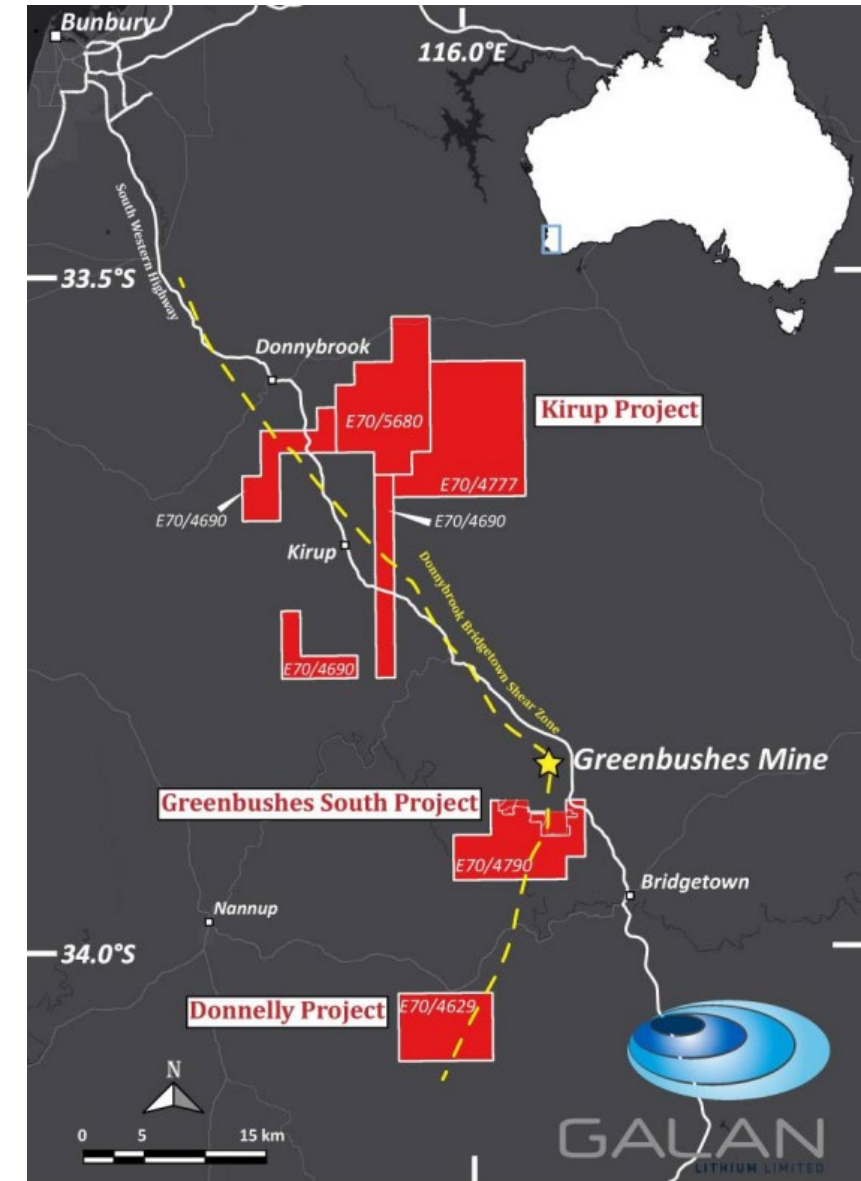 Bunbury
116.0°E
South Western Highway
33.5°S
Donnybrook
E70/5680
Kirup Project
E70/4777
E70/4690
E70/4690
Kirup
Donnybrook Bridgetown Shear Zone
E70/4690
Greenbushes Mine
Greenbushes South Project
E70/4790
Bridgetown
Nannup
34.0°S
Donnelly Project
E70/4629
N
0 5 15 km
GALAN
LITHIUM LIMITED